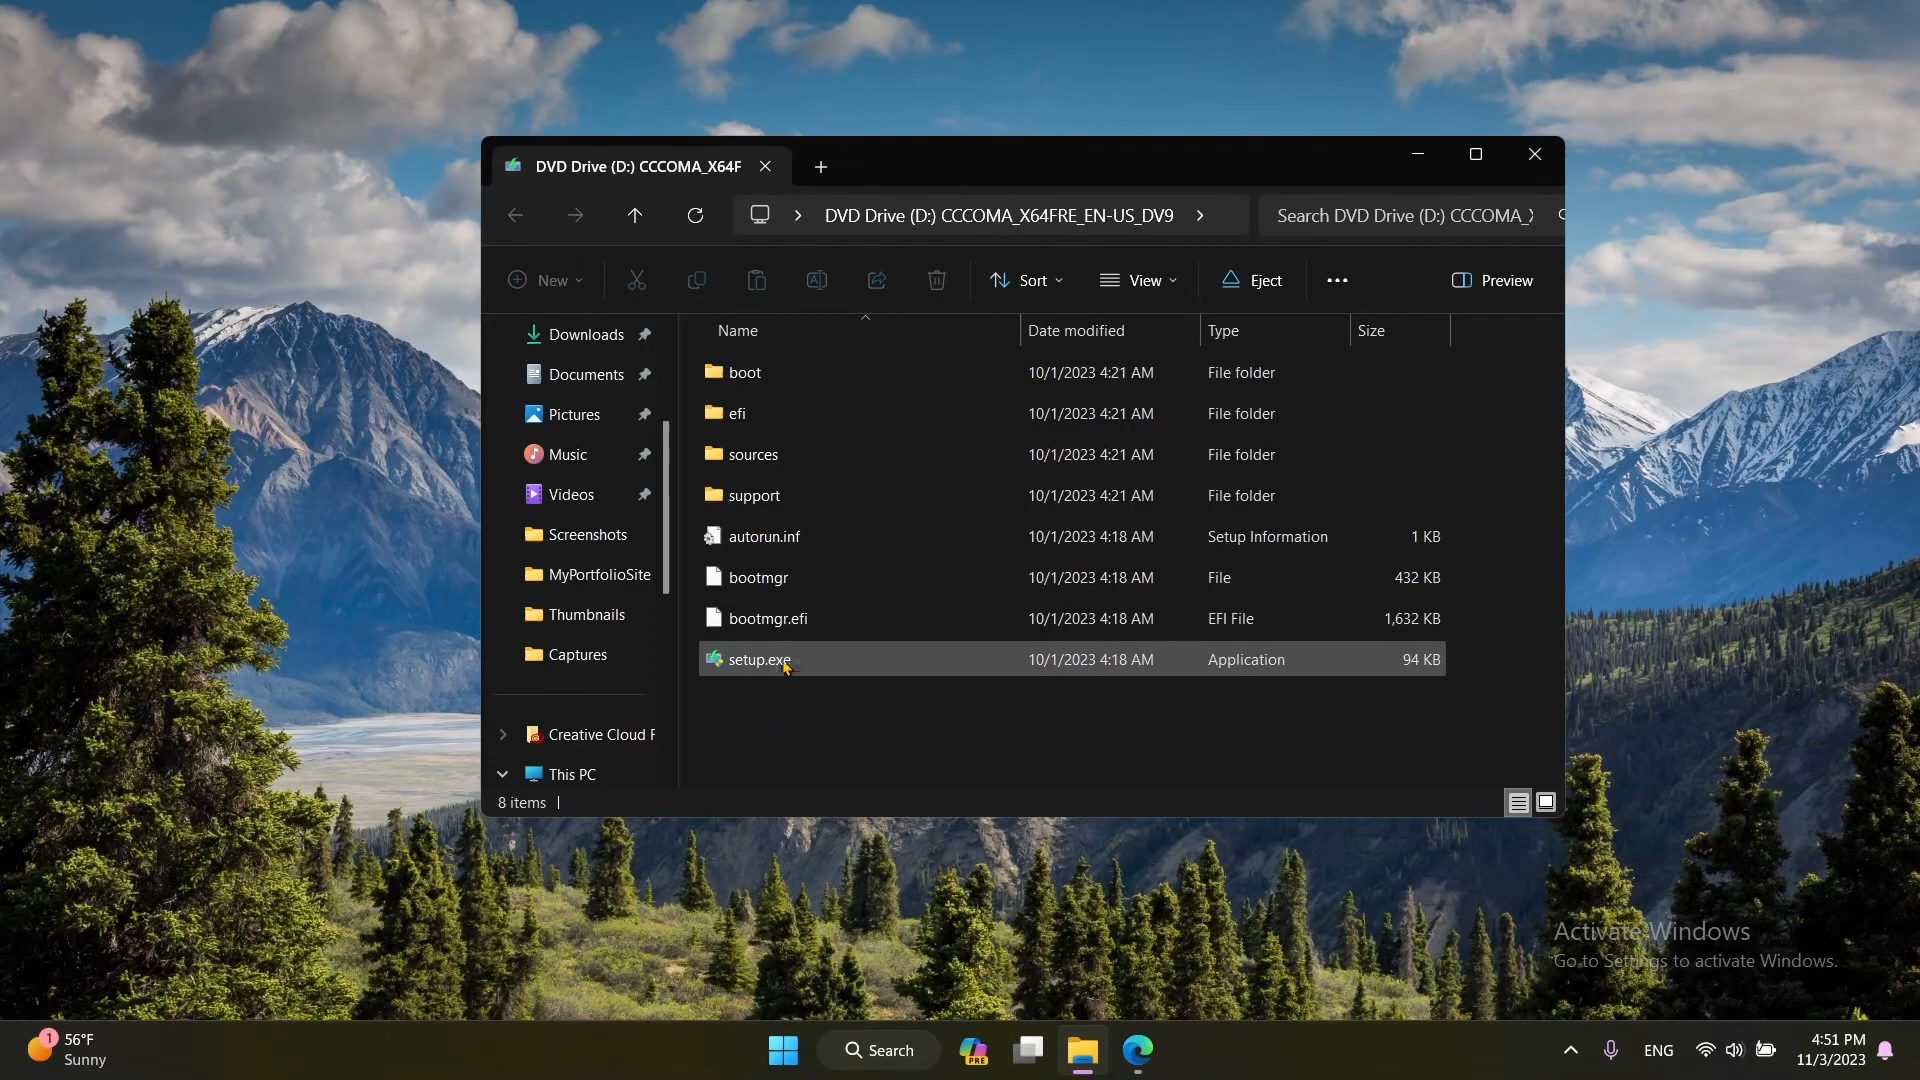 DVD Drive (D:) CCCOMA_X64F
DVD Drive (D:) CCCOMA_X64FRE_EN-US_DV9
Search DVD Drive (D:) CCCOMA_
New
Sort
View
Eject
Preview
Name Date modified Type Size
boot 10/1/2023 4:21 AM File folder
efi 10/1/2023 4:21 AM File folder
sources 10/1/2023 4:21 AM File folder
support 10/1/2023 4:21 AM File folder
autorun.inf 10/1/2023 4:18 AM Setup Information 1 KB
bootmgr 10/1/2023 4:18 AM File 432 KB
bootmgr.efi 10/1/2023 4:18 AM EFI File 1,632 KB
setup.exe 10/1/2023 4:18 AM Application 94 KB
Downloads
Documents
Pictures
Music
Videos
Screenshots
MyPortfolioSite
Thumbnails
Captures
Creative Cloud F
This PC
8 items
Activate Windows
Go to Settings to activate Windows.
1
56°F
Sunny
Search
PRE
ENG
4:51 PM
11/3/2023